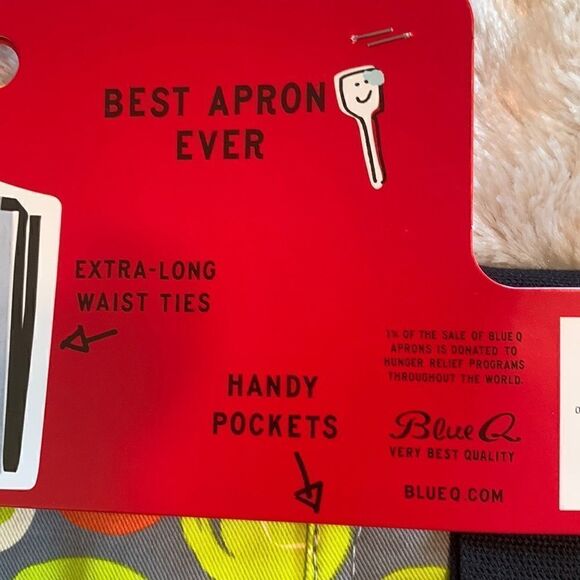 BEST APRON
EVER
EXTRA-LONG
WAIST TIES
HANDY
POCKETS
1% OF THE SALE OF BLUE Q
APRONS IS DONATED TO
HUNGER RELIEF PROGRAMS
THROUGHOUT THE WORLD.
Blue Q
VERY BEST QUALITY
BLUEQ.COM